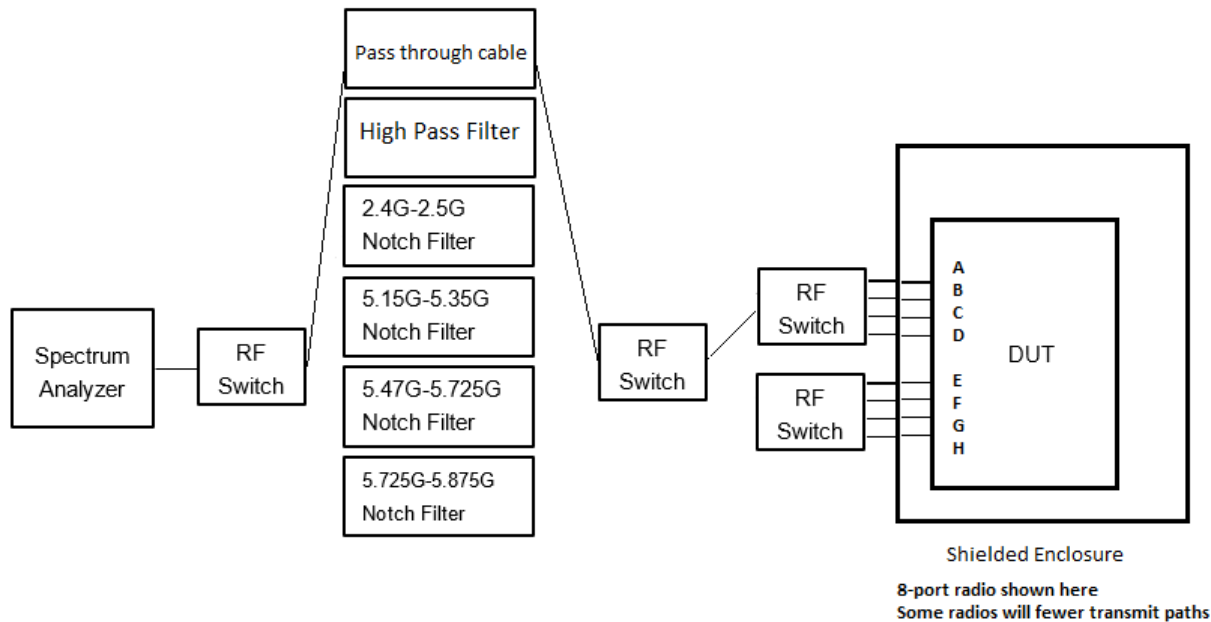 Pass through cable
High Pass Filter
2.4G-2.5G
Notch Filter
5.15G-5.35G
Notch Filter
5.47G-5.725G
Notch Filter
5.725G-5.875G
Notch Filter
Spectrum
Analyzer
RF
Switch
RF
Switch
RF
Switch
RF
Switch
A
B
C
D
E
F
G
H
DUT
Shielded Enclosure
8-port radio shown here
Some radios will fewer transmit paths